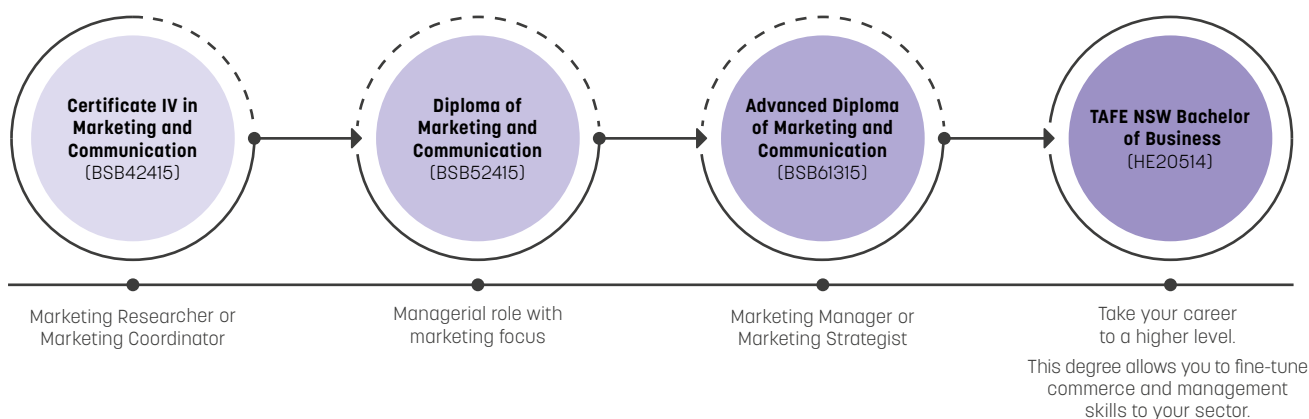 Certificate IV in
Marketing and
Communication
(BSB42415)
Diploma of
Marketing and
Communication
(BSB52415)
Advanced Diploma
of Marketing and
Communication
(BSB61315)
TAFE NSW Bachelor
of Business
(HE20514)
Marketing Researcher or
Marketing Coordinator
Managerial role with
marketing focus
Marketing Manager or
Marketing Strategist
Take your career
to a higher level.
This degree allows you to fine-tune
commerce and management
skills to your sector.